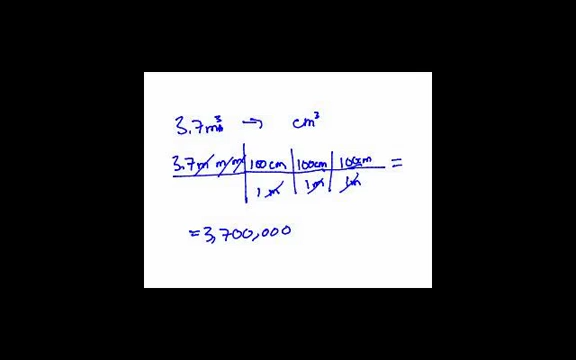 3.7m³ → cm³
3.7m m/m | 100cm | 100cm | 100cm =
1m | 1m | 1m
=3,700,000